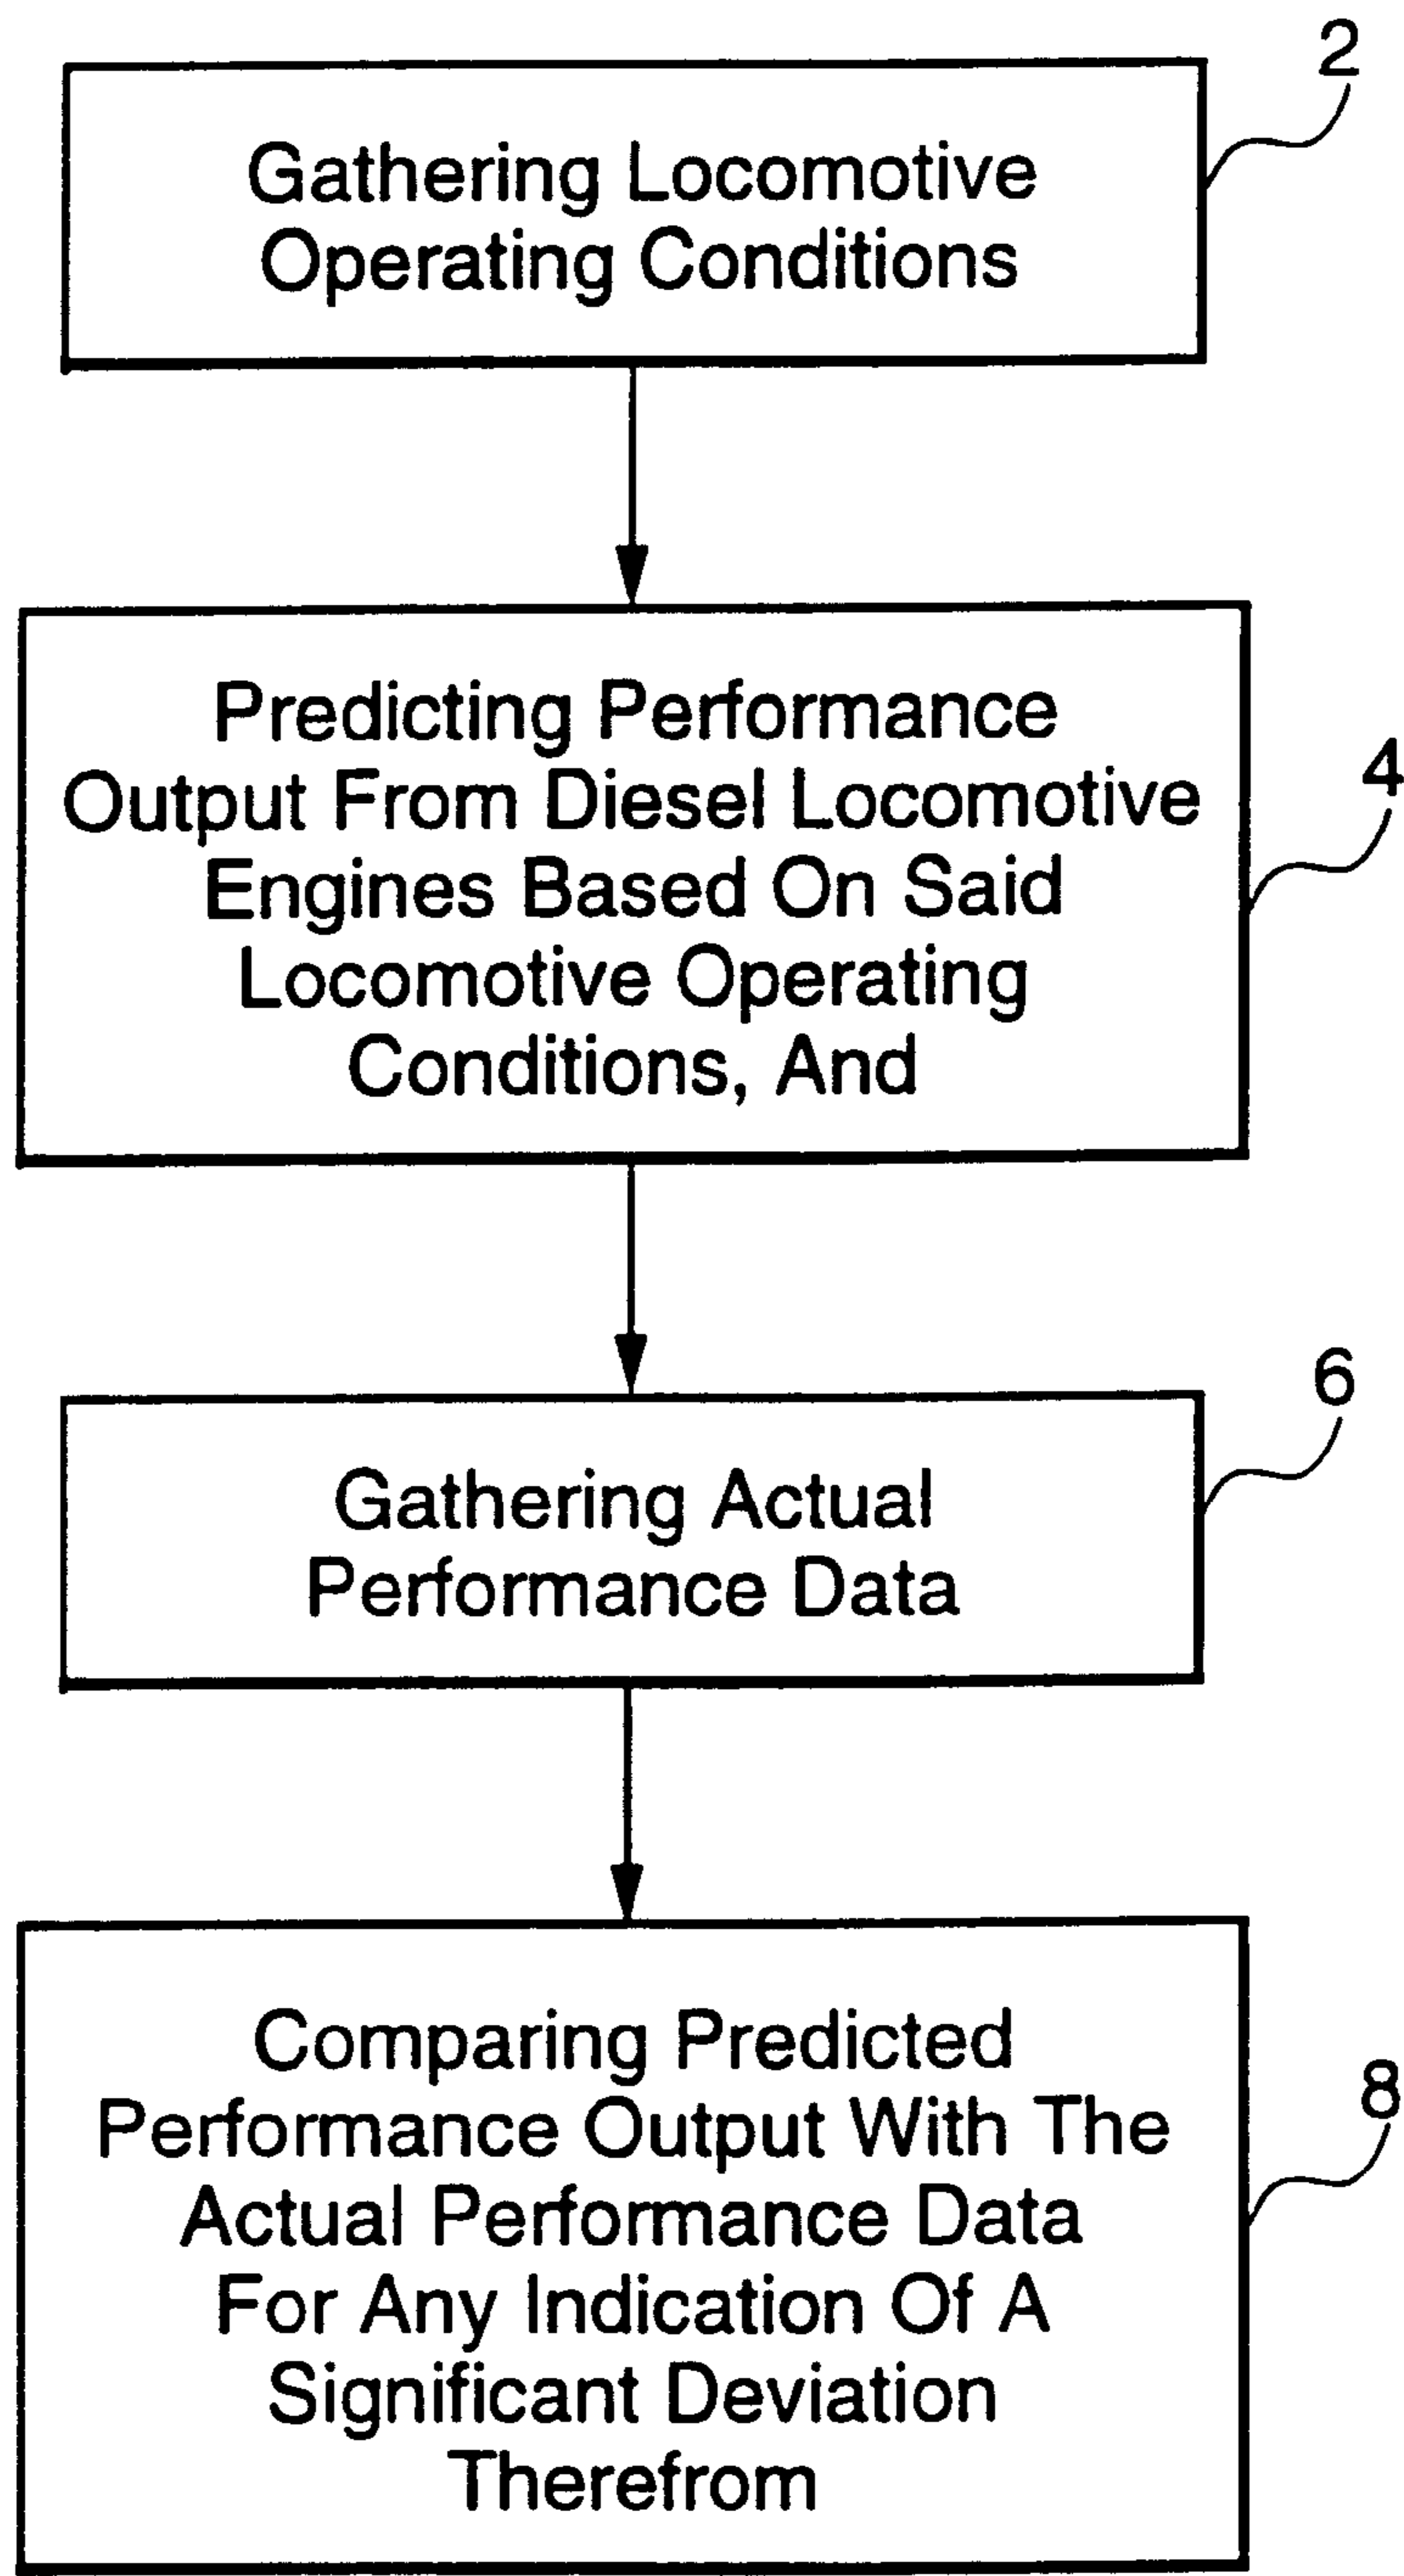 2
Gathering Locomotive
Operating Conditions
Predicting Performance
Output From Diesel Locomotive
Engines Based On Said
Locomotive Operating
Conditions, And
4
6
Gathering Actual
Performance Data
Comparing Predicted
Performance Output With The
Actual Performance Data
For Any Indication Of A
Significant Deviation
Therefrom
8